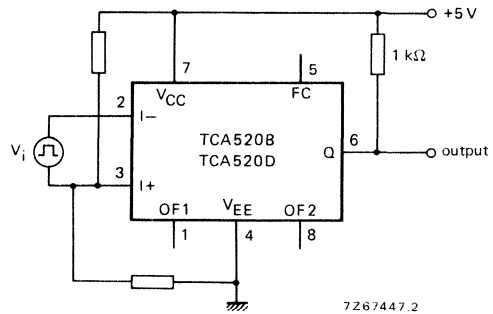 +5 V
7
5
1 kΩ
VCC
FC
2
I−
TCA520B
6
Vi
TCA520D
Q
output
3
I+
OF1
VEE
OF2
1
4
8
7Z67447.2